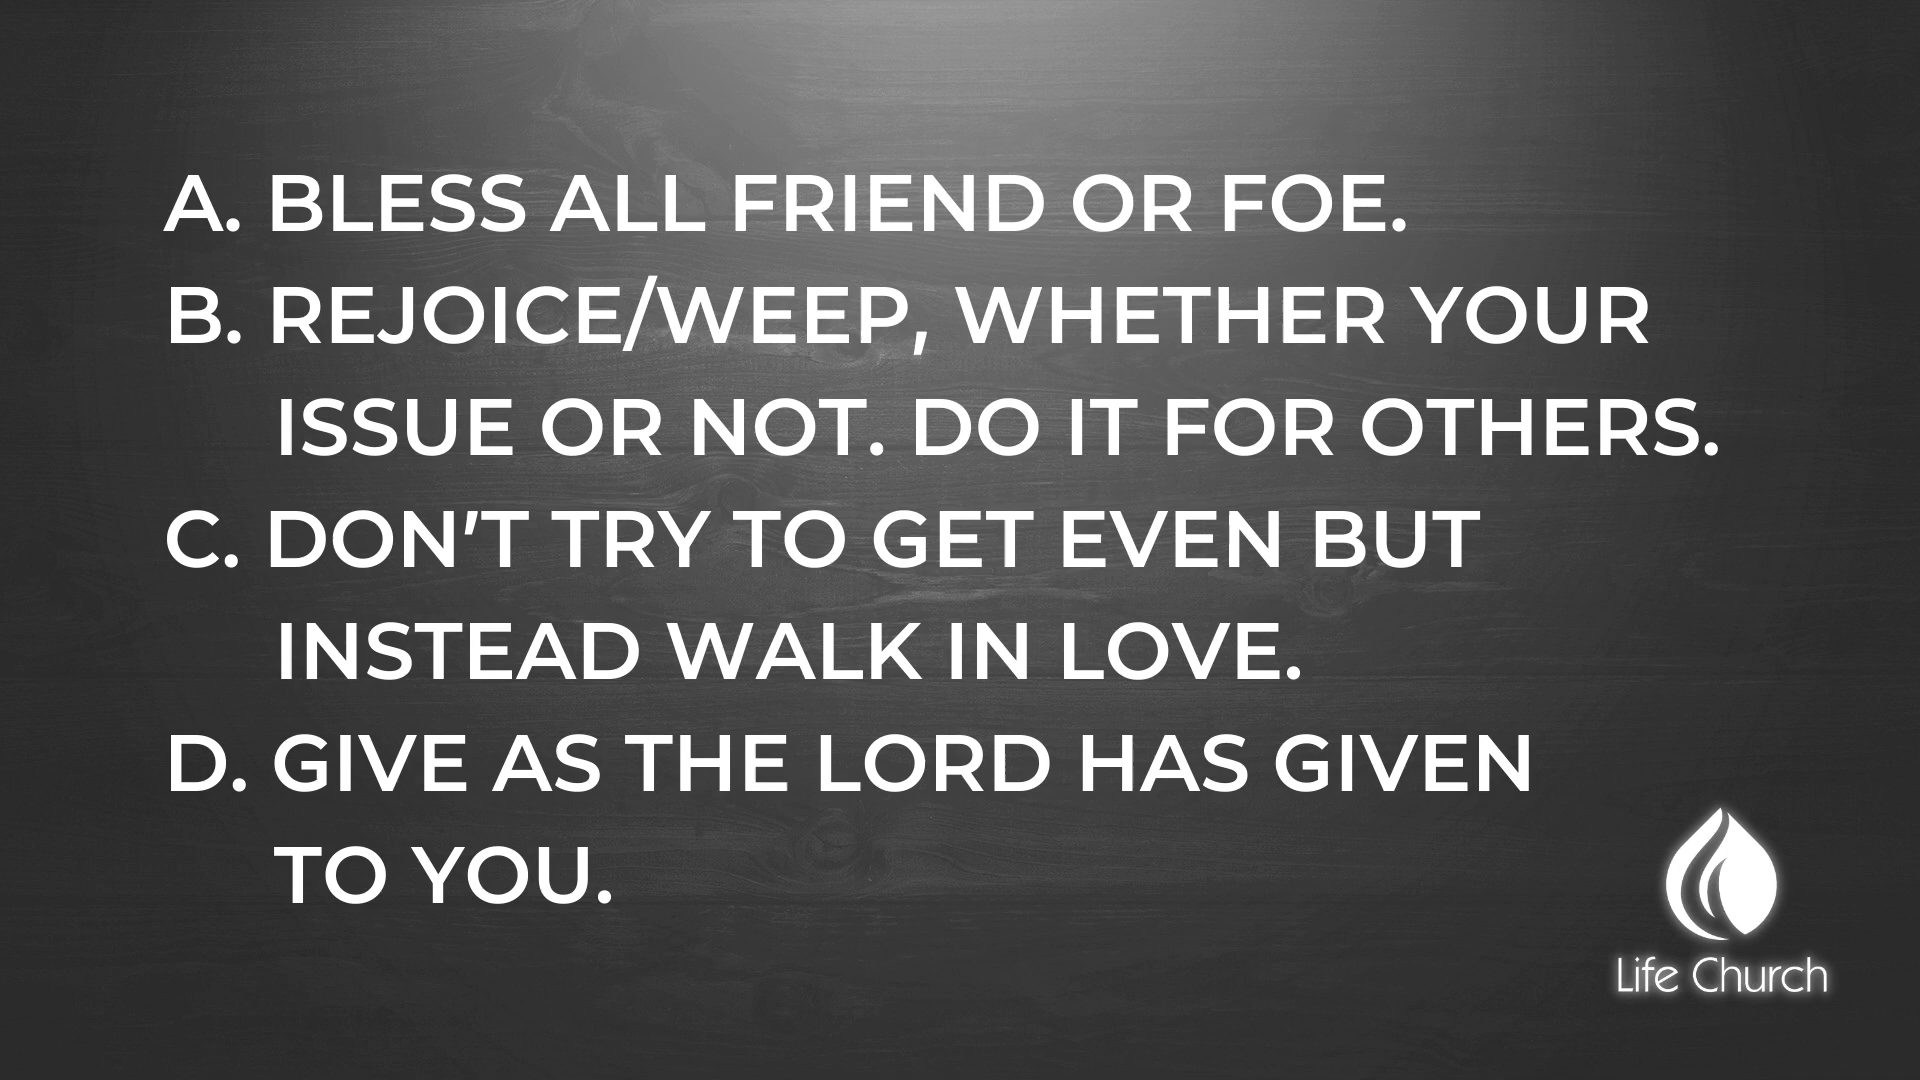 A. BLESS ALL FRIEND OR FOE.
B. REJOICE/WEEP, WHETHER YOUR
ISSUE OR NOT. DO IT FOR OTHERS.
C. DON'T TRY TO GET EVEN BUT
INSTEAD WALK IN LOVE.
D. GIVE AS THE LORD HAS GIVEN
TO YOU.
Life Church